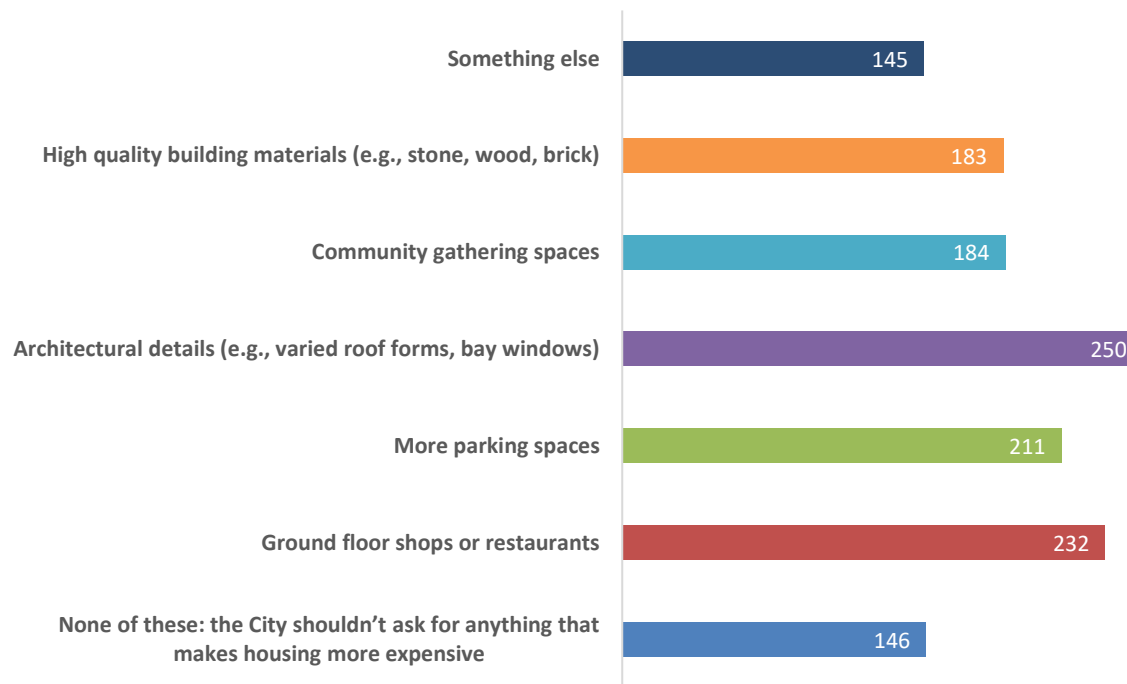 Something else
145
High quality building materials (e.g., stone, wood, brick)
183
Community gathering spaces
184
Architectural details (e.g., varied roof forms, bay windows)
250
More parking spaces
211
Ground floor shops or restaurants
232
None of these: the City shouldn’t ask for anything that
makes housing more expensive
146